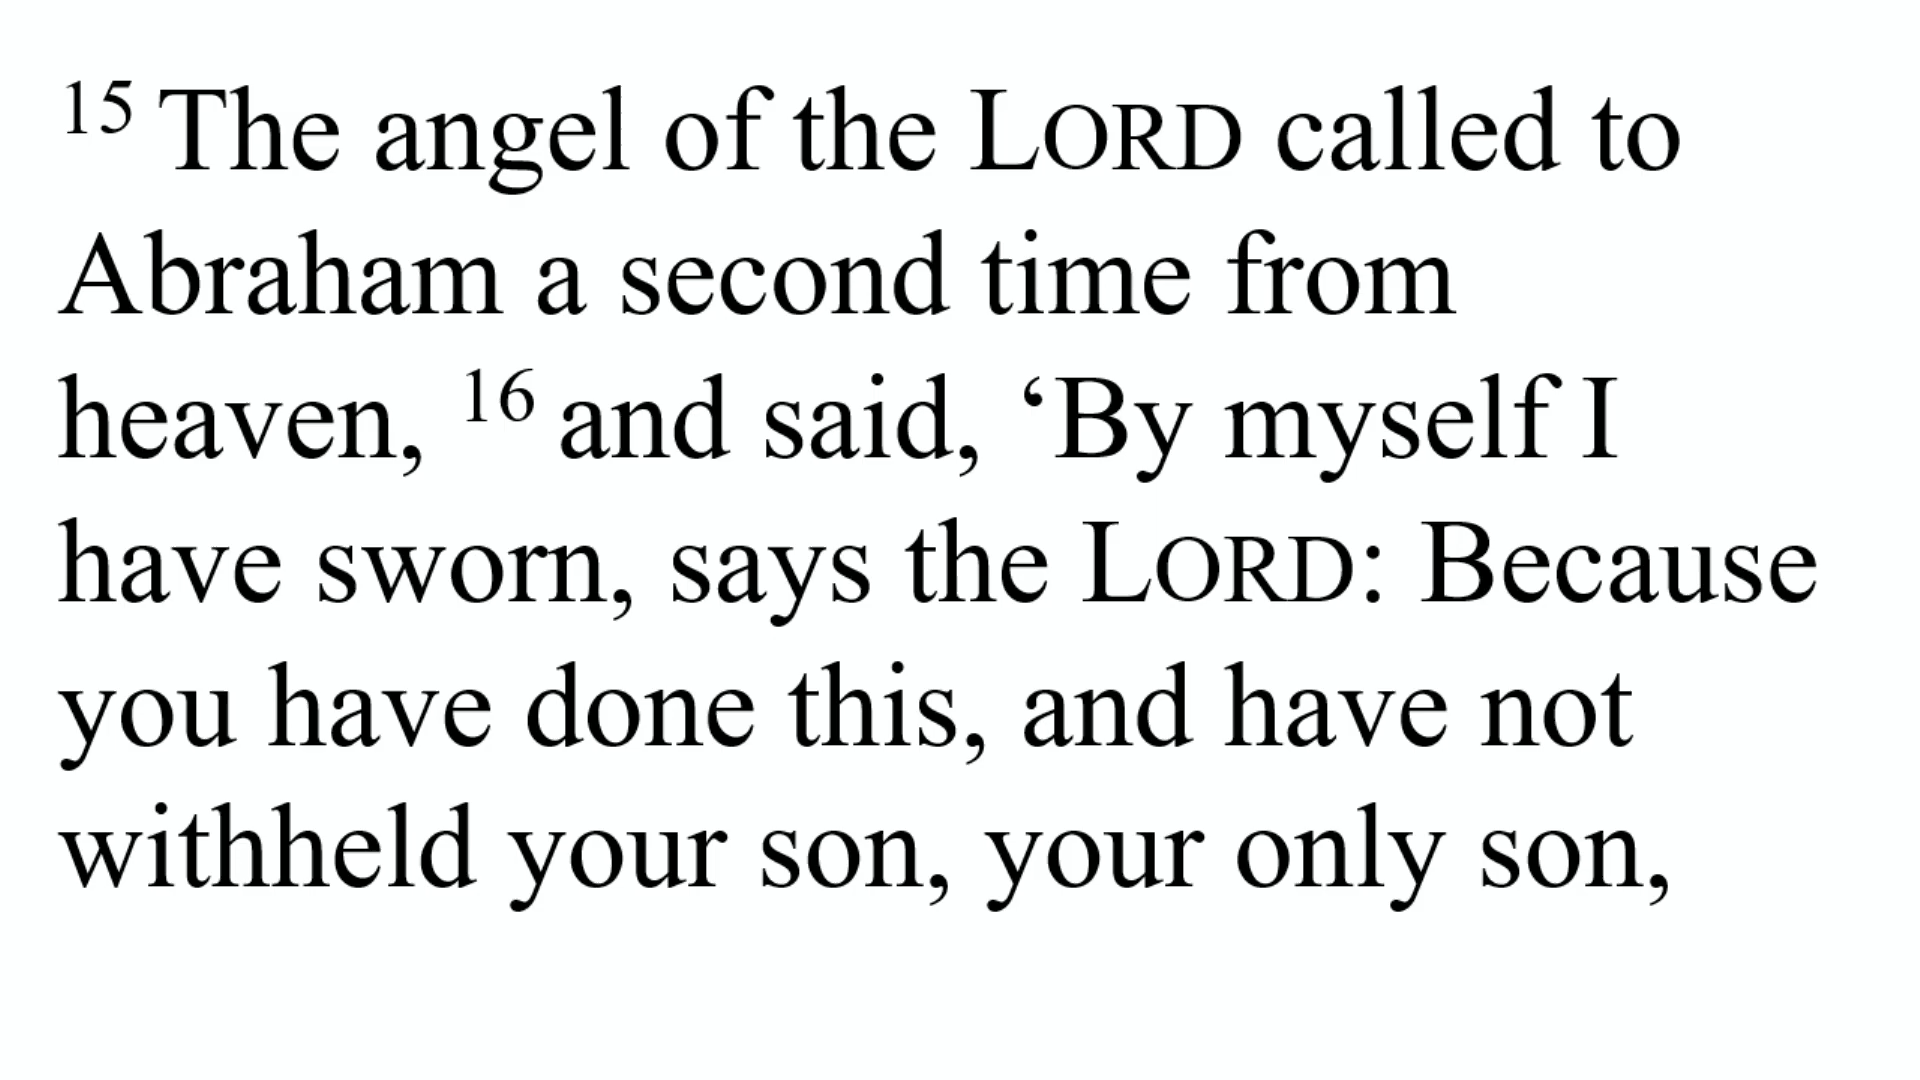 15 The angel of the LORD called to
Abraham a second time from
heaven, 16 and said, ‘By myself I
have sworn, says the LORD: Because
you have done this, and have not
withheld your son, your only son,